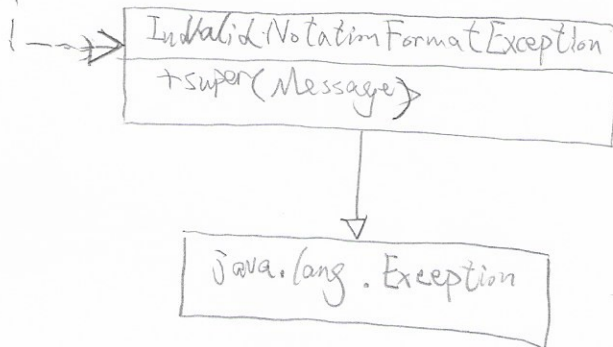 InvalidNotationFormatException
+super(Message)
java.lang.Exception